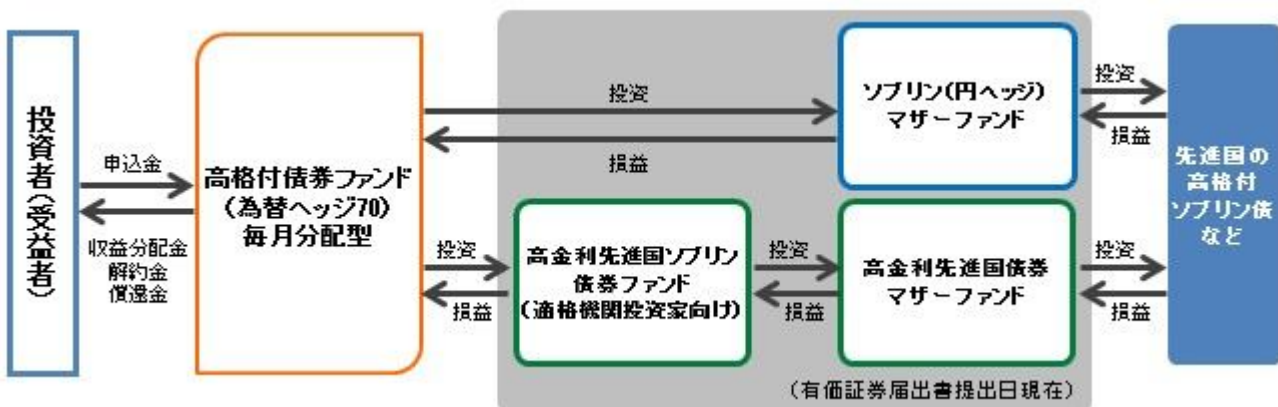 投資者（受益者）
申込金
収益分配金
解約金
償還金
高格付債券ファンド
（為替ヘッジ70）
毎月分配型
投資
損益
ソブリン（円ヘッジ）
マザーファンド
投資
損益
投資
損益
高金利先進国ソブリン
債券ファンド
（適格機関投資家向け）
投資
損益
高金利先進国債券
マザーファンド
投資
損益
先進国の
高格付
ソブリン債
など
（有価証券届出書提出日現在）